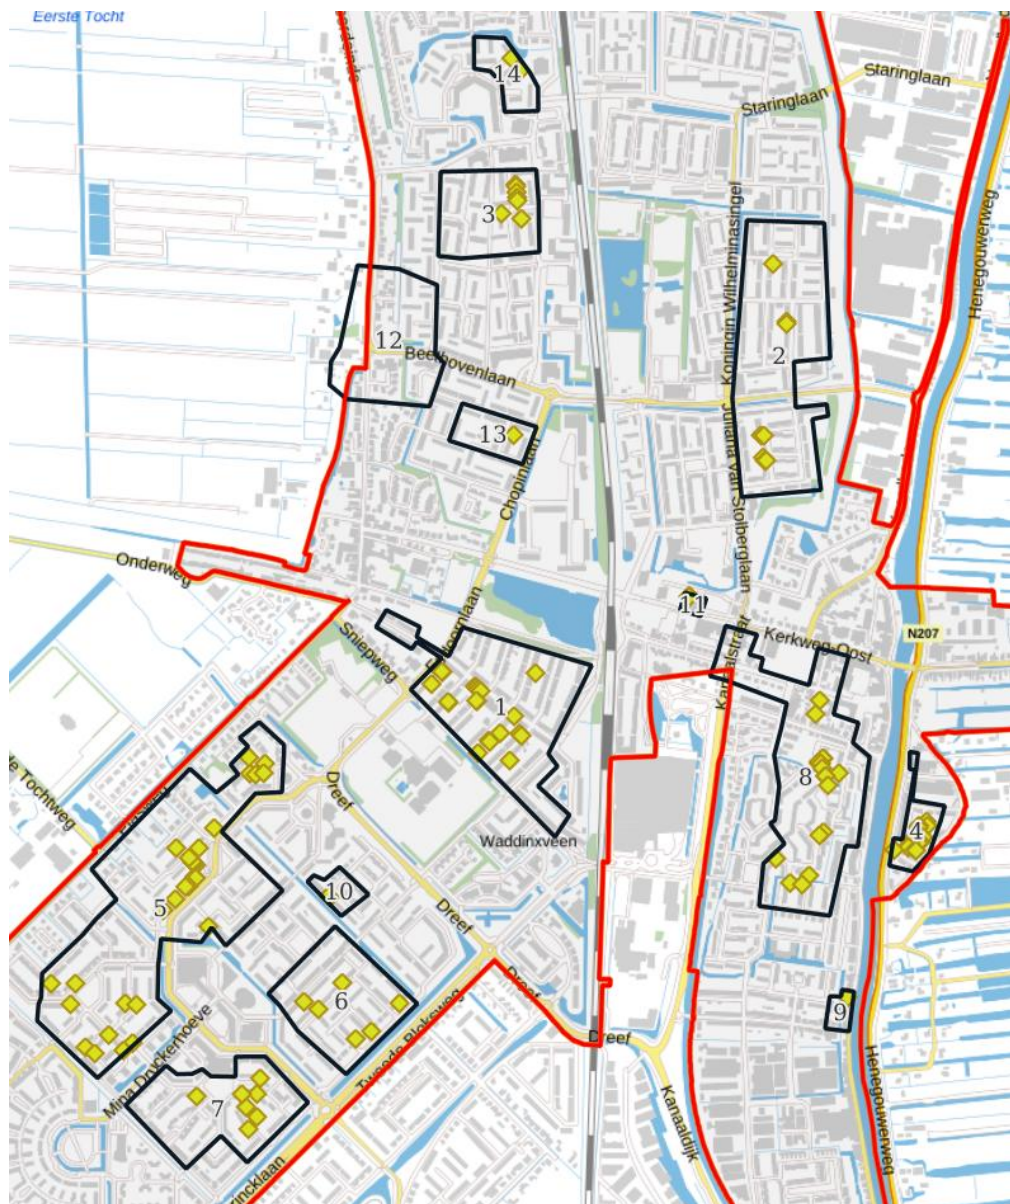 Eerste Tocht
Staringlaan
Staringlaan
14
3
Koningin Wilhelminasingel
Henegouwerweg
12
2
Beethovenlaan
13
Chopinlaan
Juliana van Stolberglaan
Onderweg
11
Sniepweg
Kerkweg-Oost
N207
Kanaalstraat
1
8
Dreef
Waddinxveen
4
10
5
Dreef
6
Dreef
9
Tweede Bloksweg
Dreef
Mina Druckerhoeve
7
Kanaaldijk
Henegouwerweg